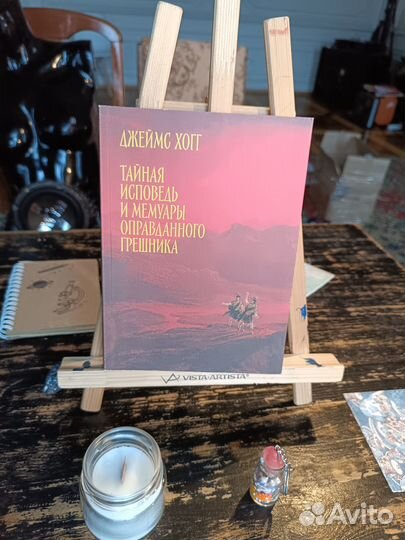 ДЖЕЙМС ХОГГ
ТАЙНАЯ
ИСПОВЕДЬ
И МЕМУАРЫ
ОПРАВДАННОГО
ГРЕШНИКА
VISTA-ARTISTA
Avito